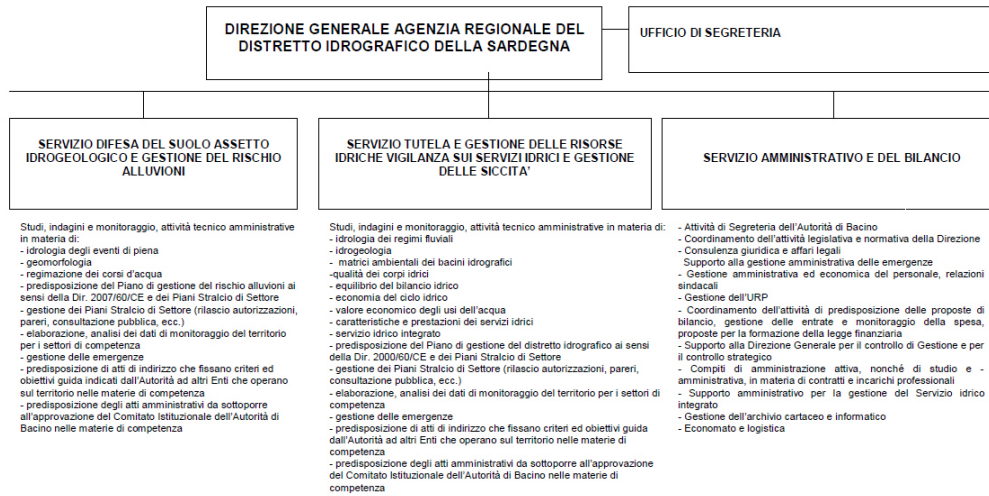 DIREZIONE GENERALE AGENZIA REGIONALE DEL
DISTRETTO IDROGRAFICO DELLA SARDEGNA
UFFICIO DI SEGRETERIA
SERVIZIO DIFESA DEL SUOLO ASSETTO
IDROGEOLOGICO E GESTIONE DEL RISCHIO
ALLUVIONI
Studi, indagini e monitoraggio, attività tecnico amministrative
in materia di:
- idrologia degli eventi di piena
- geomorfologia
- regimazione dei corsi d'acqua
- predisposizione del Piano di gestione del rischio alluvioni ai
sensi della Dir. 2007/60/CE e dei Piani Stralcio di Settore
- gestione dei Piani Stralcio di Settore (rilascio autorizzazioni,
pareri, consultazione pubblica, ecc.)
- elaborazione, analisi dei dati di monitoraggio del territorio
per i settori di competenza
- gestione delle emergenze
- predisposizione di atti di indirizzo che fissano criteri ed
obiettivi guida indicati dall'Autorità ad altri Enti che operano
sul territorio nelle materie di competenza
- predisposizione degli atti amministrativi da sottoporre
all'approvazione del Comitato Istituzionale dell'Autorità di
Bacino nelle materie di competenza
SERVIZIO TUTELA E GESTIONE DELLE RISORSE
IDRICHE VIGILANZA SUI SERVIZI IDRICI E GESTIONE
DELLE SICCITA'
Studi, indagini e monitoraggio, attività tecnico amministrative in materia di:
- idrologia dei regimi fluviali
- idrogeologia
- matrici ambientali dei bacini idrografici
-qualità dei corpi idrici
- equilibrio del bilancio idrico
- economia del ciclo idrico
- valore economico degli usi dell'acqua
- caratteristiche e prestazioni dei servizi idrici
- servizio idrico integrato
- predisposizione del Piano di gestione del distretto idrografico ai sensi
della Dir. 2000/60/CE e dei Piani Stralcio di Settore
- gestione dei Piani Stralcio di Settore (rilascio autorizzazioni, pareri,
consultazione pubblica, ecc.)
- elaborazione, analisi dei dati di monitoraggio del territorio per i settori di
competenza
- gestione delle emergenze
- predisposizione di atti di indirizzo che fissano criteri ed obiettivi guida
dall'Autorità ad altri Enti che operano sul territorio nelle materie di
competenza
- predisposizione degli atti amministrativi da sottoporre all'approvazione
del Comitato Istituzionale dell'Autorità di Bacino nelle materie di
competenza
SERVIZIO AMMINISTRATIVO E DEL BILANCIO
- Attività di Segreteria dell'Autorità di Bacino
- Coordinamento dell'attività legislativa e normativa della Direzione
- Consulenza giuridica e affari legali
Supporto alla gestione amministrativa delle emergenze
- Gestione amministrativa ed economica del personale, relazioni
sindacali
- Gestione dell'URP
- Coordinamento dell'attività di predisposizione delle proposte di
bilancio, gestione delle entrate e monitoraggio della spesa,
proposte per la formazione della legge finanziaria
- Supporto alla Direzione Generale per il controllo di Gestione e per
il controllo strategico
- Compiti di amministrazione attiva, nonché di studio e -
amministrativa, in materia di contratti e incarichi professionali
- Supporto amministrativo per la gestione del Servizio idrico
integrato
- Gestione dell'archivio cartaceo e informatico
- Economato e logistica